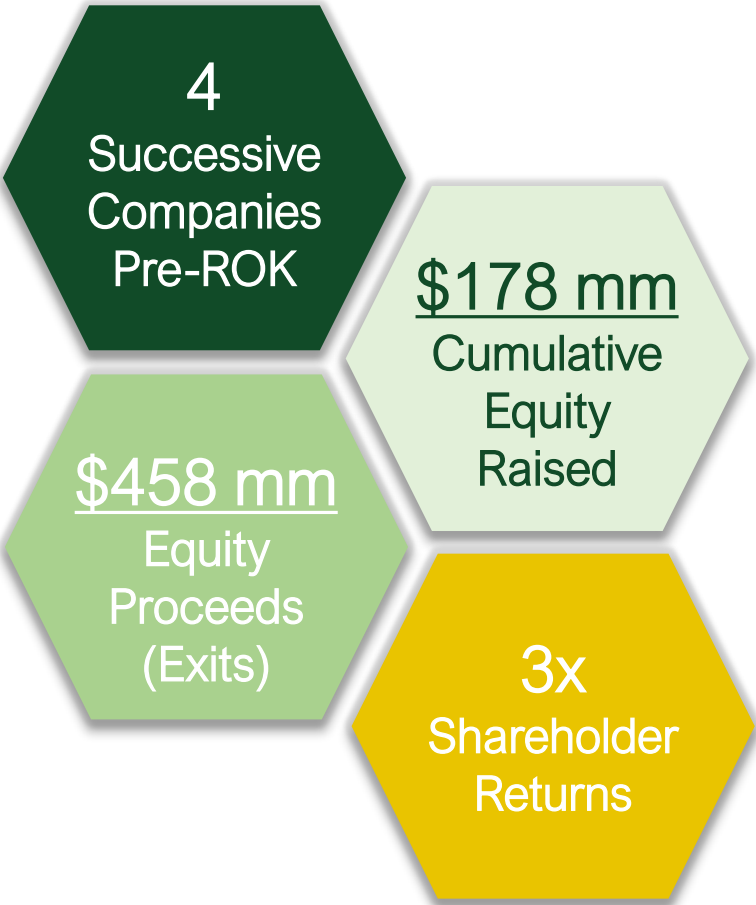 4
Successive
Companies
Pre-ROK
$178 mm
Cumulative
Equity
Raised
$458 mm
Equity
Proceeds
(Exits)
3x
Shareholder
Returns